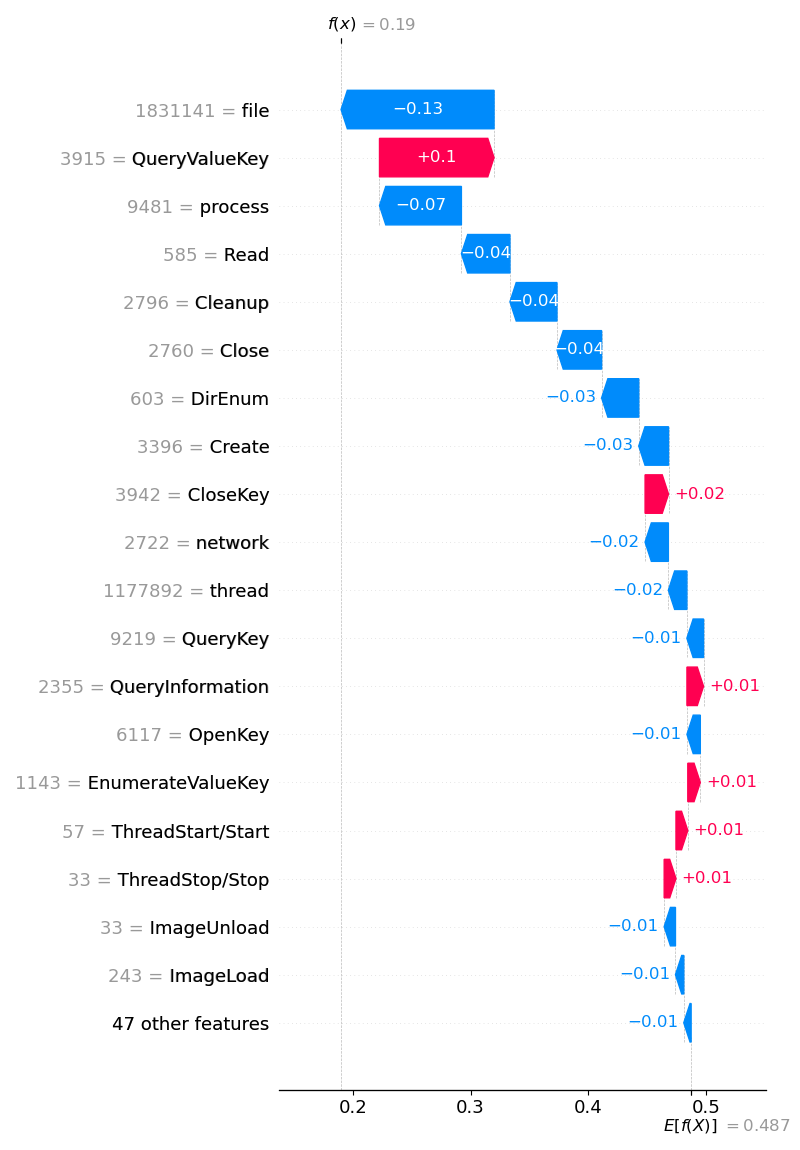 f(x) = 0.19
1831141 = file −0.13
3915 = QueryValueKey +0.1
9481 = process −0.07
585 = Read −0.04
2796 = Cleanup −0.04
2760 = Close −0.04
603 = DirEnum −0.03
3396 = Create −0.03
3942 = CloseKey +0.02
2722 = network −0.02
1177892 = thread −0.02
9219 = QueryKey −0.01
2355 = QueryInformation +0.01
6117 = OpenKey −0.01
1143 = EnumerateValueKey +0.01
57 = ThreadStart/Start +0.01
33 = ThreadStop/Stop +0.01
33 = ImageUnload −0.01
243 = ImageLoad −0.01
47 other features −0.01
0.2 0.3 0.4 0.5
E[f(X)] = 0.487